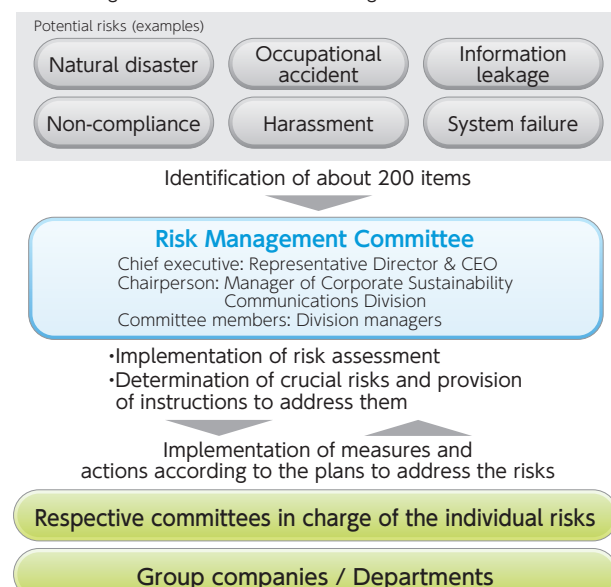 Potential risks (examples)
Natural disaster
Occupational
accident
Information
leakage
Non-compliance
Harassment
System failure
Identification of about 200 items
Risk Management Committee
Chief executive: Representative Director & CEO
Chairperson: Manager of Corporate Sustainability
Communications Division
Committee members: Division managers
・Implementation of risk assessment
・Determination of crucial risks and provision
of instructions to address them
Implementation of measures and
actions according to the plans to address the risks
Respective committees in charge of the individual risks
Group companies / Departments